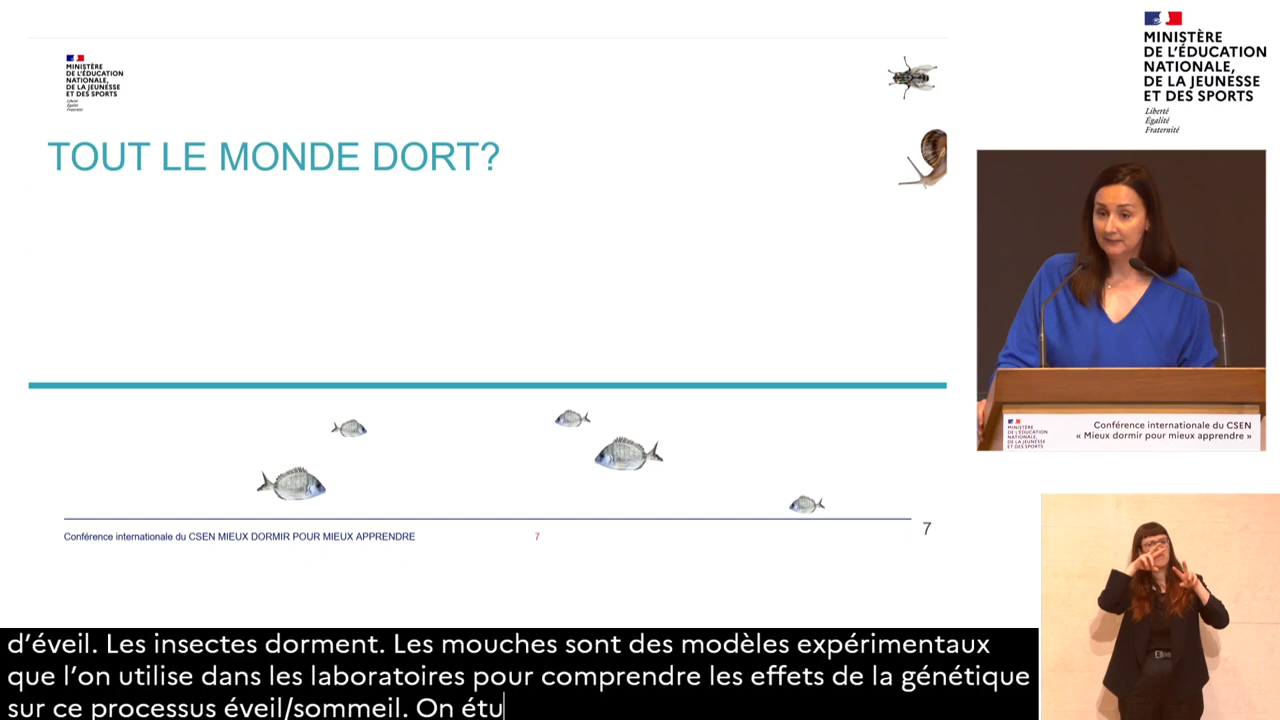 MINISTÈRE
DE L'ÉDUCATION
NATIONALE,
DE LA JEUNESSE
ET DES SPORTS
Liberté
Égalité
Fraternité
TOUT LE MONDE DORT?
Conférence internationale du CSEN MIEUX DORMIR POUR MIEUX APPRENDRE
7
7
MINISTÈRE
DE L'ÉDUCATION
NATIONALE,
DE LA JEUNESSE
ET DES SPORTS
Liberté
Égalité
Fraternité
MINISTÈRE
DE L'ÉDUCATION
NATIONALE,
DE LA JEUNESSE
ET DES SPORTS
Conférence internationale du CSEN
« Mieux dormir pour mieux apprendre »
d’éveil. Les insectes dorment. Les mouches sont des modèles expérimentaux
que l’on utilise dans les laboratoires pour comprendre les effets de la génétique
sur ce processus éveil/sommeil. On étu